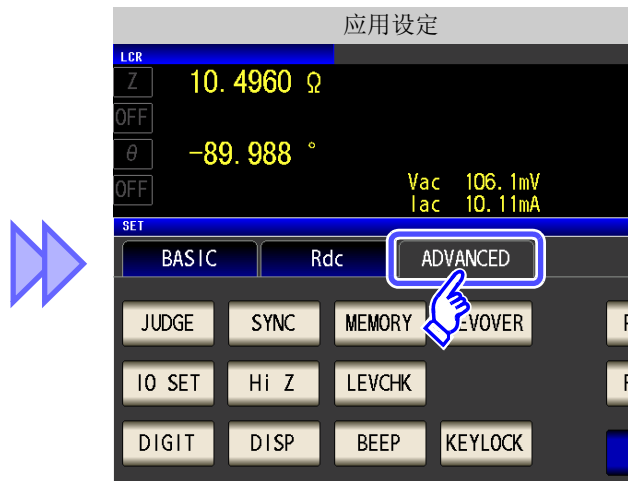 应用设定
LCR
Z 10.4960 Ω
OFF
θ -89.988 °
OFF
Vac 106.1mV
Iac 10.11mA
SET
BASIC Rdc ADVANCED
JUDGE SYNC MEMORY EVOVER
IO SET Hi Z LEVCHK
DIGIT DISP BEEP KEYLOCK